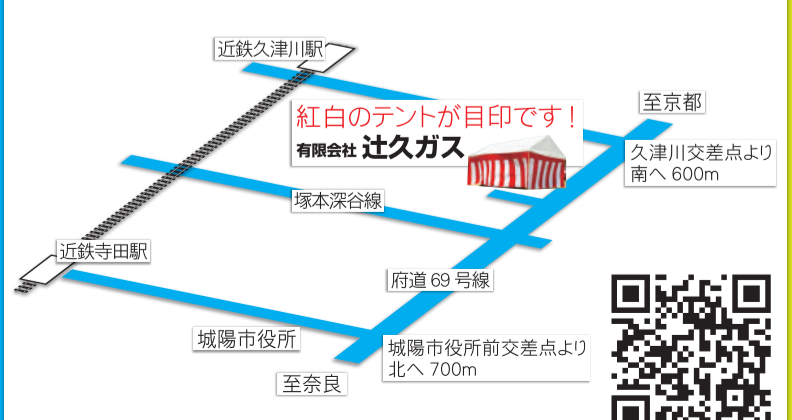 近鉄久津川駅
至京都
紅白のテントが目印です！
有限会社 辻久ガス
久津川交差点より
南へ 600m
塚本深谷線
近鉄寺田駅
府道 69 号線
城陽市役所
城陽市役所前交差点より
北へ 700m
至奈良